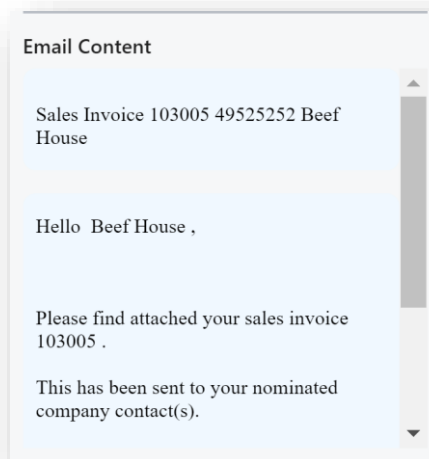 Email Content
Sales Invoice 103005 49525252 Beef
House
Hello  Beef House ,
Please find attached your sales invoice
103005 .
This has been sent to your nominated
company contact(s).